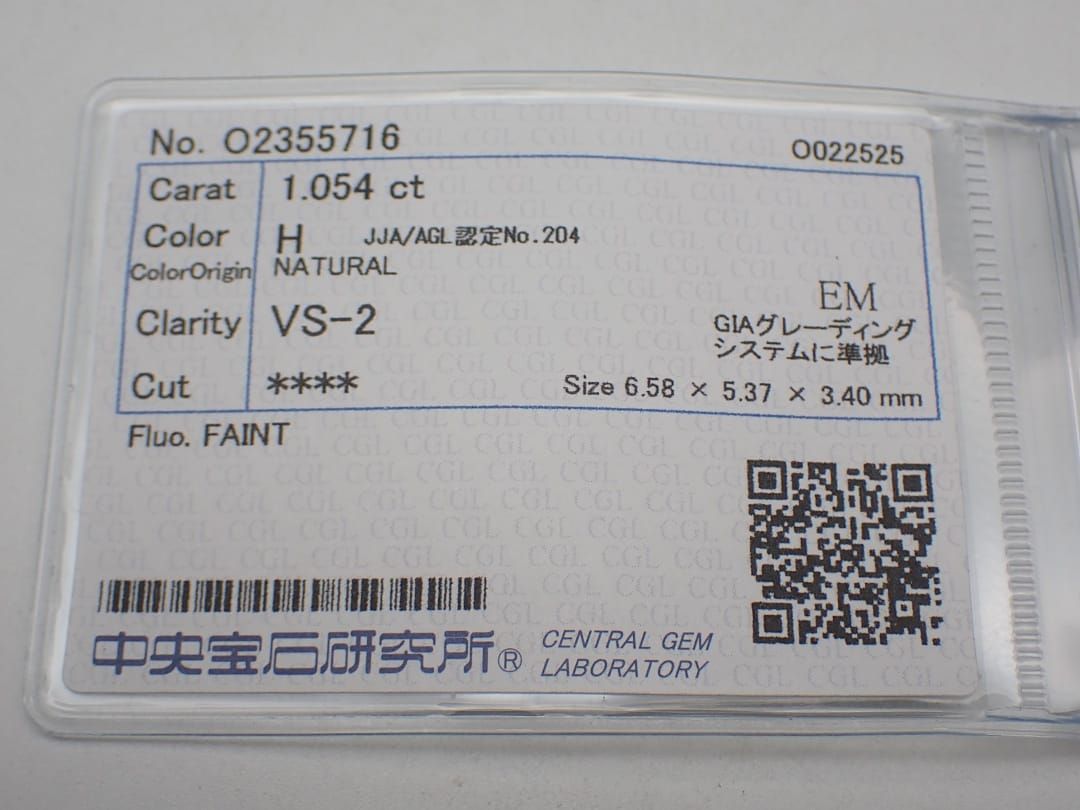 No. O2355716
O022525
Carat 1.054 ct
Color H JJA/AGL認定No.204
ColorOrigin NATURAL
EM
Clarity VS-2
GIAグレーディング
システムに準拠
Cut **** Size 6.58 × 5.37 × 3.40 mm
Fluo. FAINT
中央宝石研究所® CENTRAL GEM
LABORATORY